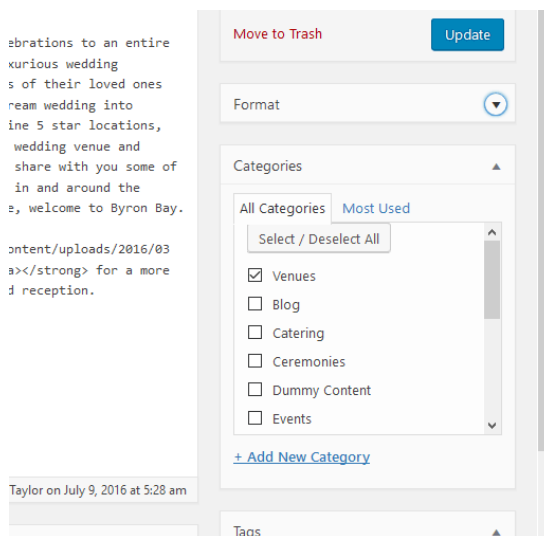 ebrations to an entire
xurious wedding
s of their loved ones
ream wedding into
ine 5 star locations,
wedding venue and
share with you some of
in and around the
e, welcome to Byron Bay.
ontent/uploads/2016/03
a></strong> for a more
d reception.
Taylor on July 9, 2016 at 5:28 am
Move to Trash
Update
Format
Categories
All Categories
Most Used
Select / Deselect All
Venues
Blog
Catering
Ceremonies
Dummy Content
Events
+ Add New Category
Tags